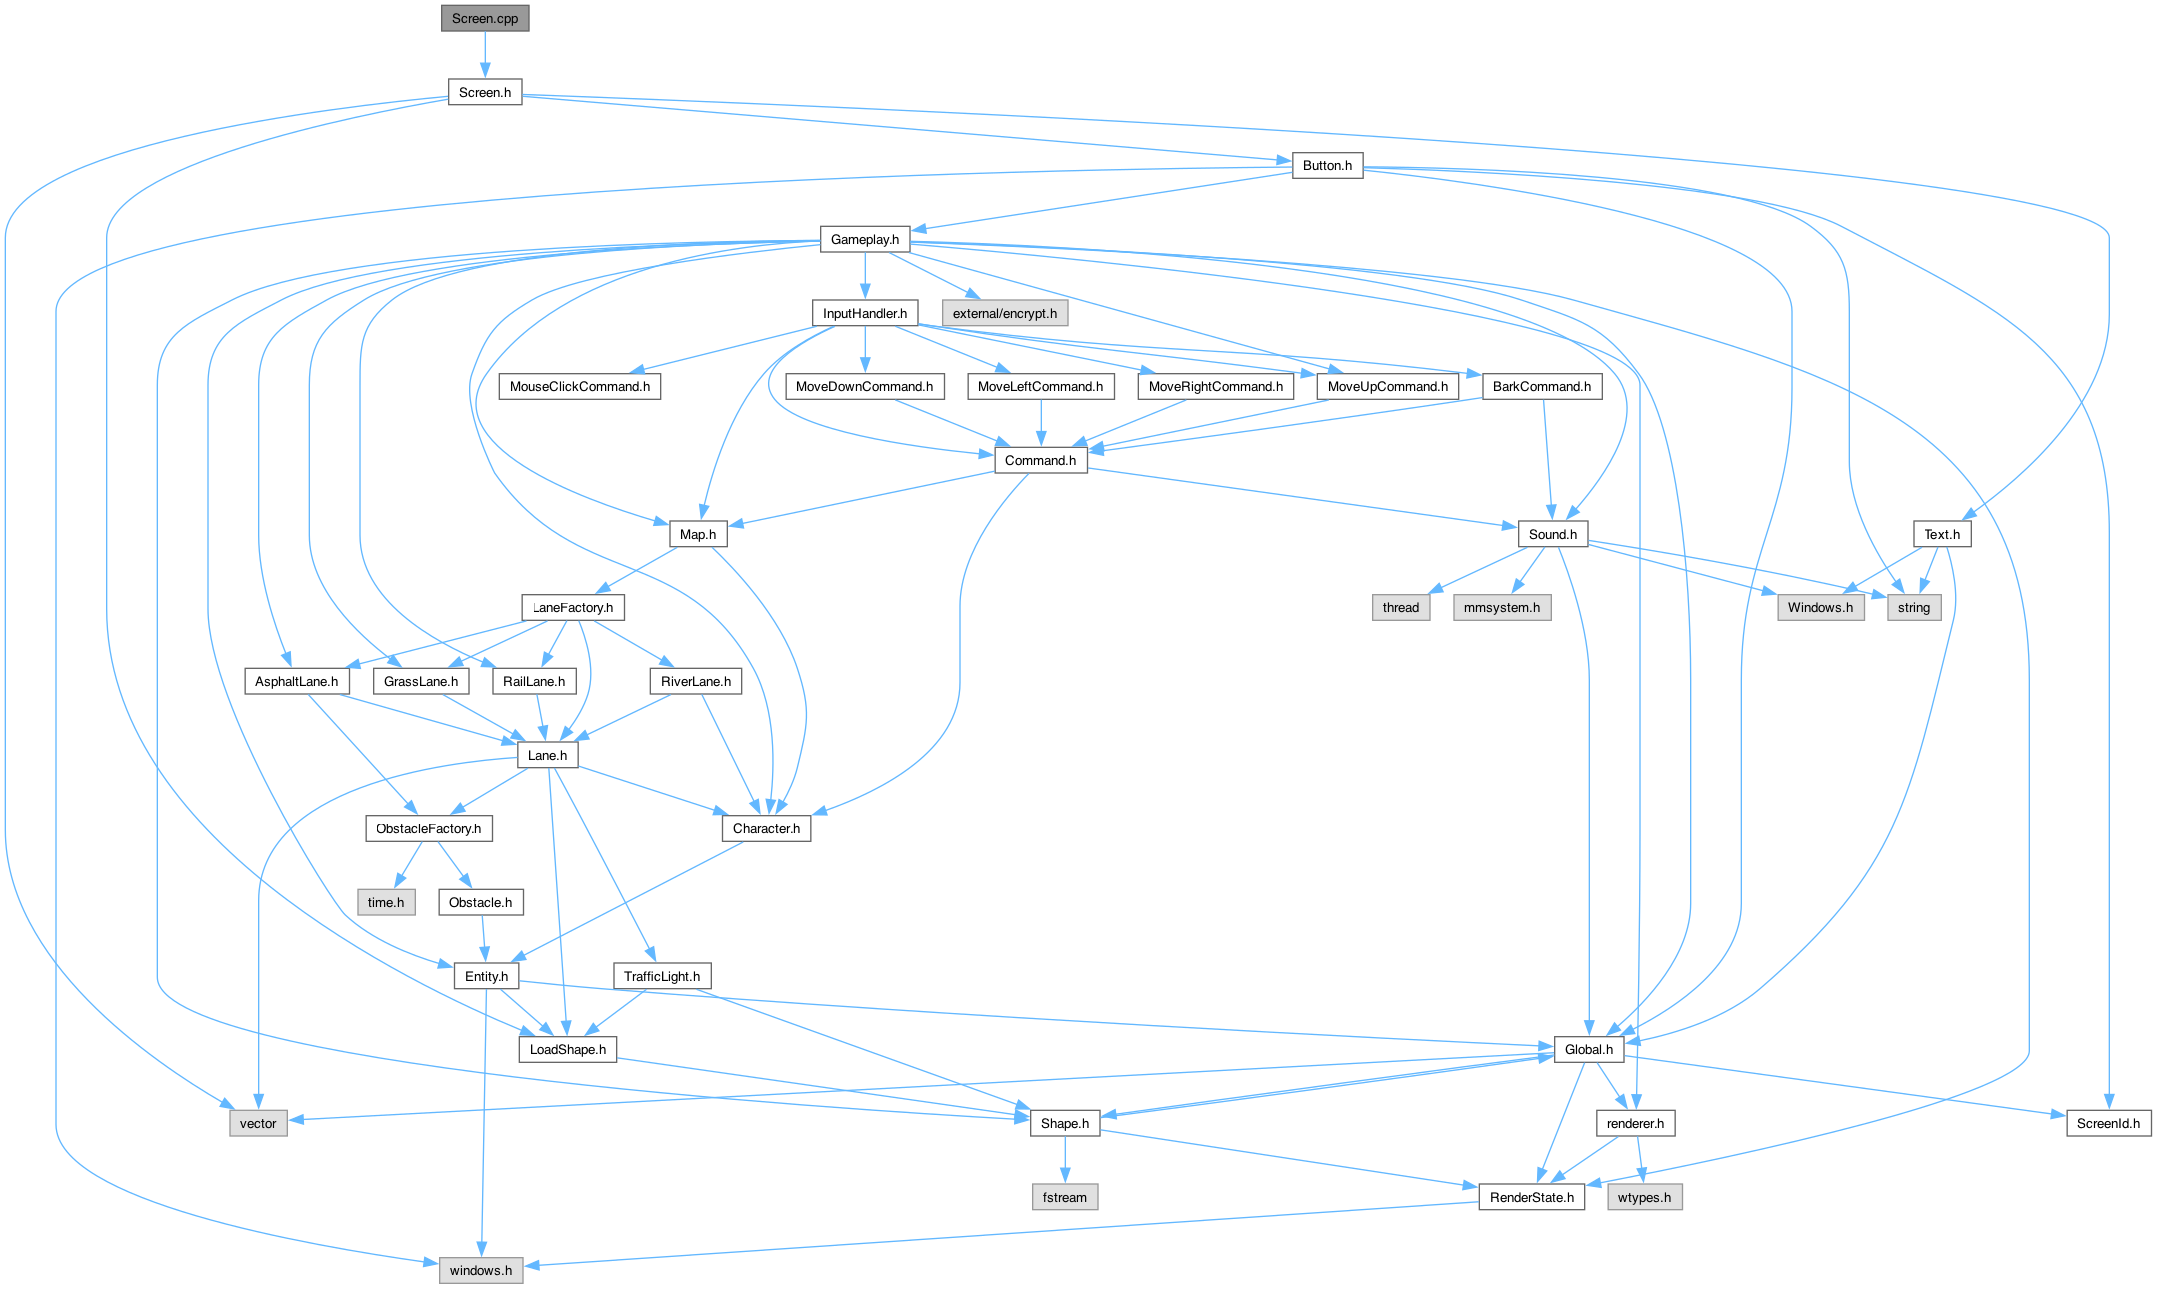 Screen.cpp
Screen.h
Button.h
Gameplay.h
InputHandler.h
external/encrypt.h
MouseClickCommand.h
MoveDownCommand.h
MoveLeftCommand.h
MoveRightCommand.h
MoveUpCommand.h
BarkCommand.h
Command.h
Map.h
Sound.h
Text.h
LaneFactory.h
thread
mmsystem.h
Windows.h
string
AsphaltLane.h
GrassLane.h
RailLane.h
RiverLane.h
Lane.h
ObstacleFactory.h
Character.h
time.h
Obstacle.h
Entity.h
TrafficLight.h
LoadShape.h
Global.h
vector
Shape.h
renderer.h
ScreenId.h
fstream
RenderState.h
wtypes.h
windows.h